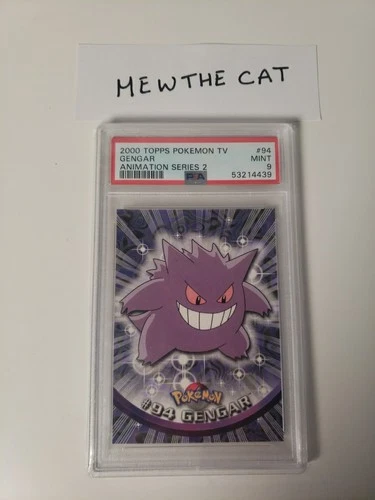 MEWTHE CAT
2000 TOPPS POKEMON TV #94
GENGAR MINT
ANIMATION SERIES 2 9
PSA 53214439
POKéMON
#94 GENGAR